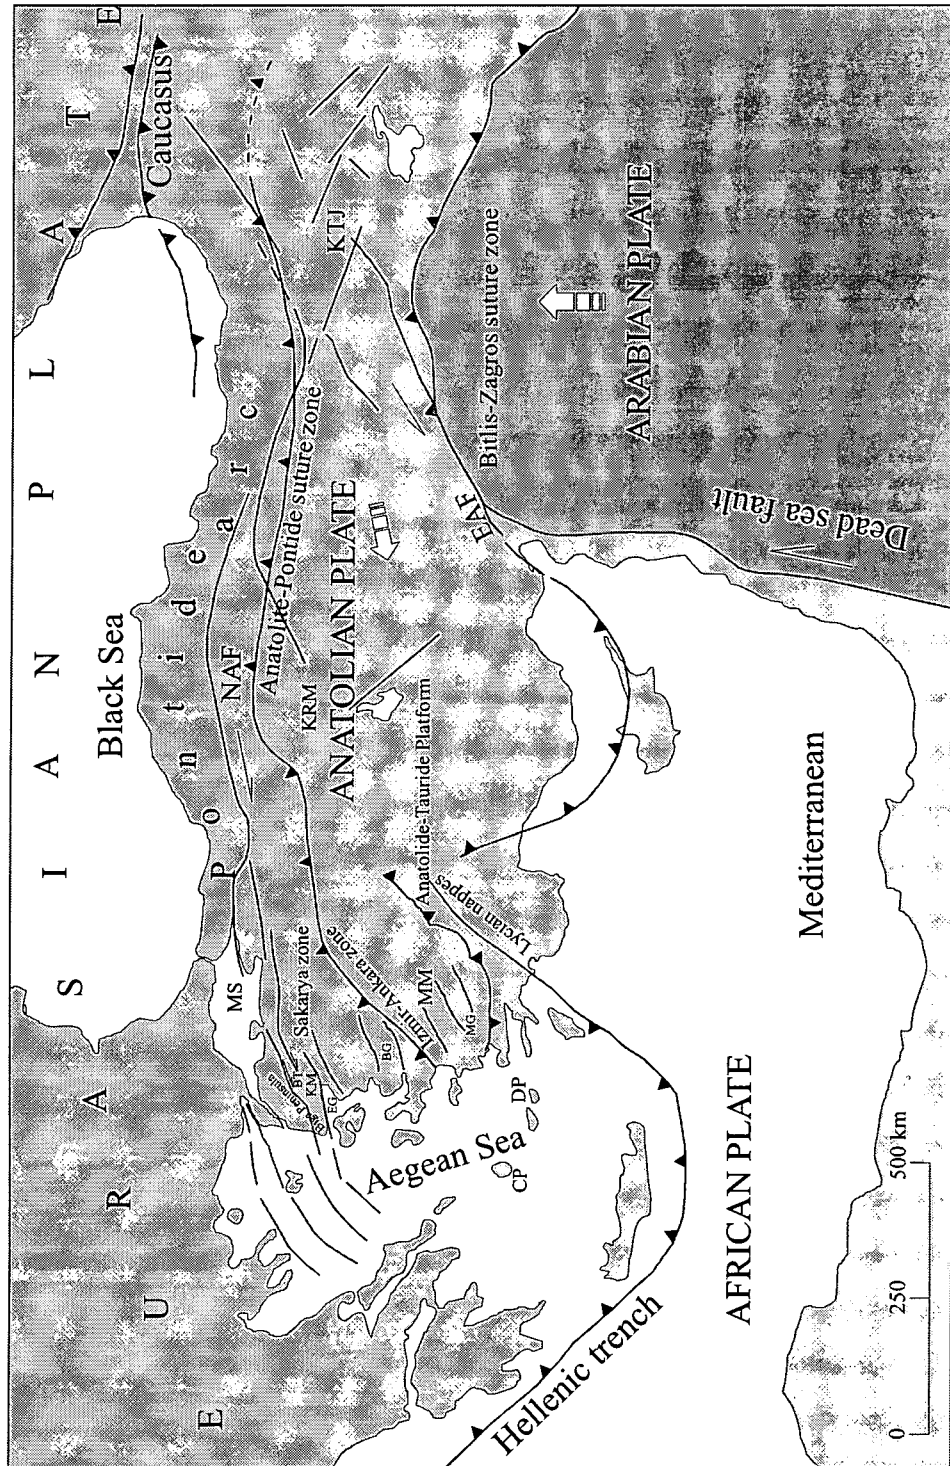 EURASIAN PLATE
Black Sea
Caucasus
Pontide arc
NAF
Anatolite-Pontide suture zone
KTJ
MS
Sakarya zone
Biga Peninsula
BT
KM
EG
BG
Izmir-Ankara zone
MM
MG
KRM
ANATOLIAN PLATE
Anatolide-Tauride Platform
Lycian nappes
EAF
Bitlis-Zagros suture zone
ARABIAN PLATE
Dead sea fault
Aegean Sea
DP
CP
Hellenic trench
Mediterranean
AFRICAN PLATE
0 250 500 km